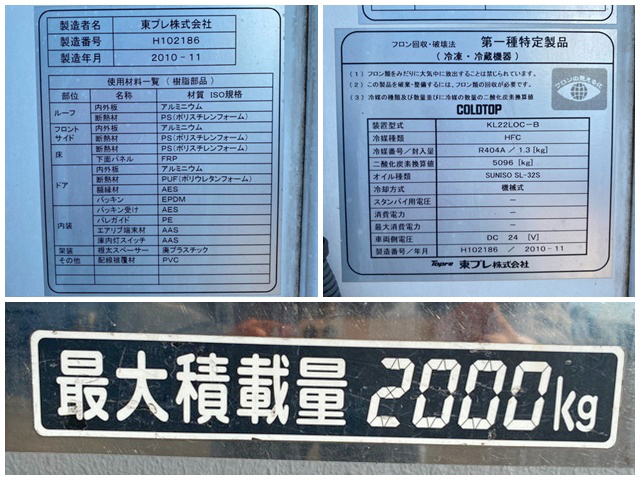 製造者名 東プレ株式会社
製造番号 H102186
製造年月 2010-11
使用材料一覧(樹脂部品)
部位 名称 材質 ISO規格
ルーフ 内外板 アルミニウム
断熱材 PS(ポリスチレンフォーム)
フロント サイド 内外板 アルミニウム
断熱材 PS(ポリスチレンフォーム)
床 断熱材 PS(ポリスチレンフォーム)
下面パネル FRP
ドア 内外板 アルミニウム
断熱材 PUF(ポリウレタンフォーム)
額縁材 AES
パッキン EPDM
内装 パッキン受け AES
バレガイド PE
エアリブ端末材 AAS
庫内灯スイッチ AAS
架装 根太スペーサー 廃プラスチック
その他 配線被覆材 PVC
フロン回収・破壊法 第一種特定製品
(冷凍・冷蔵機器)
(1)フロン類をみだりに大気中に放出することは禁じられています。
(2)この製品を廃棄・整備するには、フロン類の回収が必要です。
(3)冷媒の種類及び数量並びに冷媒の数量の二酸化炭素換算値
フロンの見える化
COLDTOP
装置型式 KL22LOC-B
冷媒種類 HFC
冷媒番号/封入量 R404A / 1.3 [kg]
二酸化炭素換算値 5096 [kg]
オイル種類 SUNISO SL-32S
冷却方式 機械式
スタンバイ用電圧 -
消費電力 -
最大消費電力 -
車両側電圧 DC 24 [V]
製造番号/年月 H102186 / 2010-11
Topre 東プレ株式会社
最大積載量 2000kg